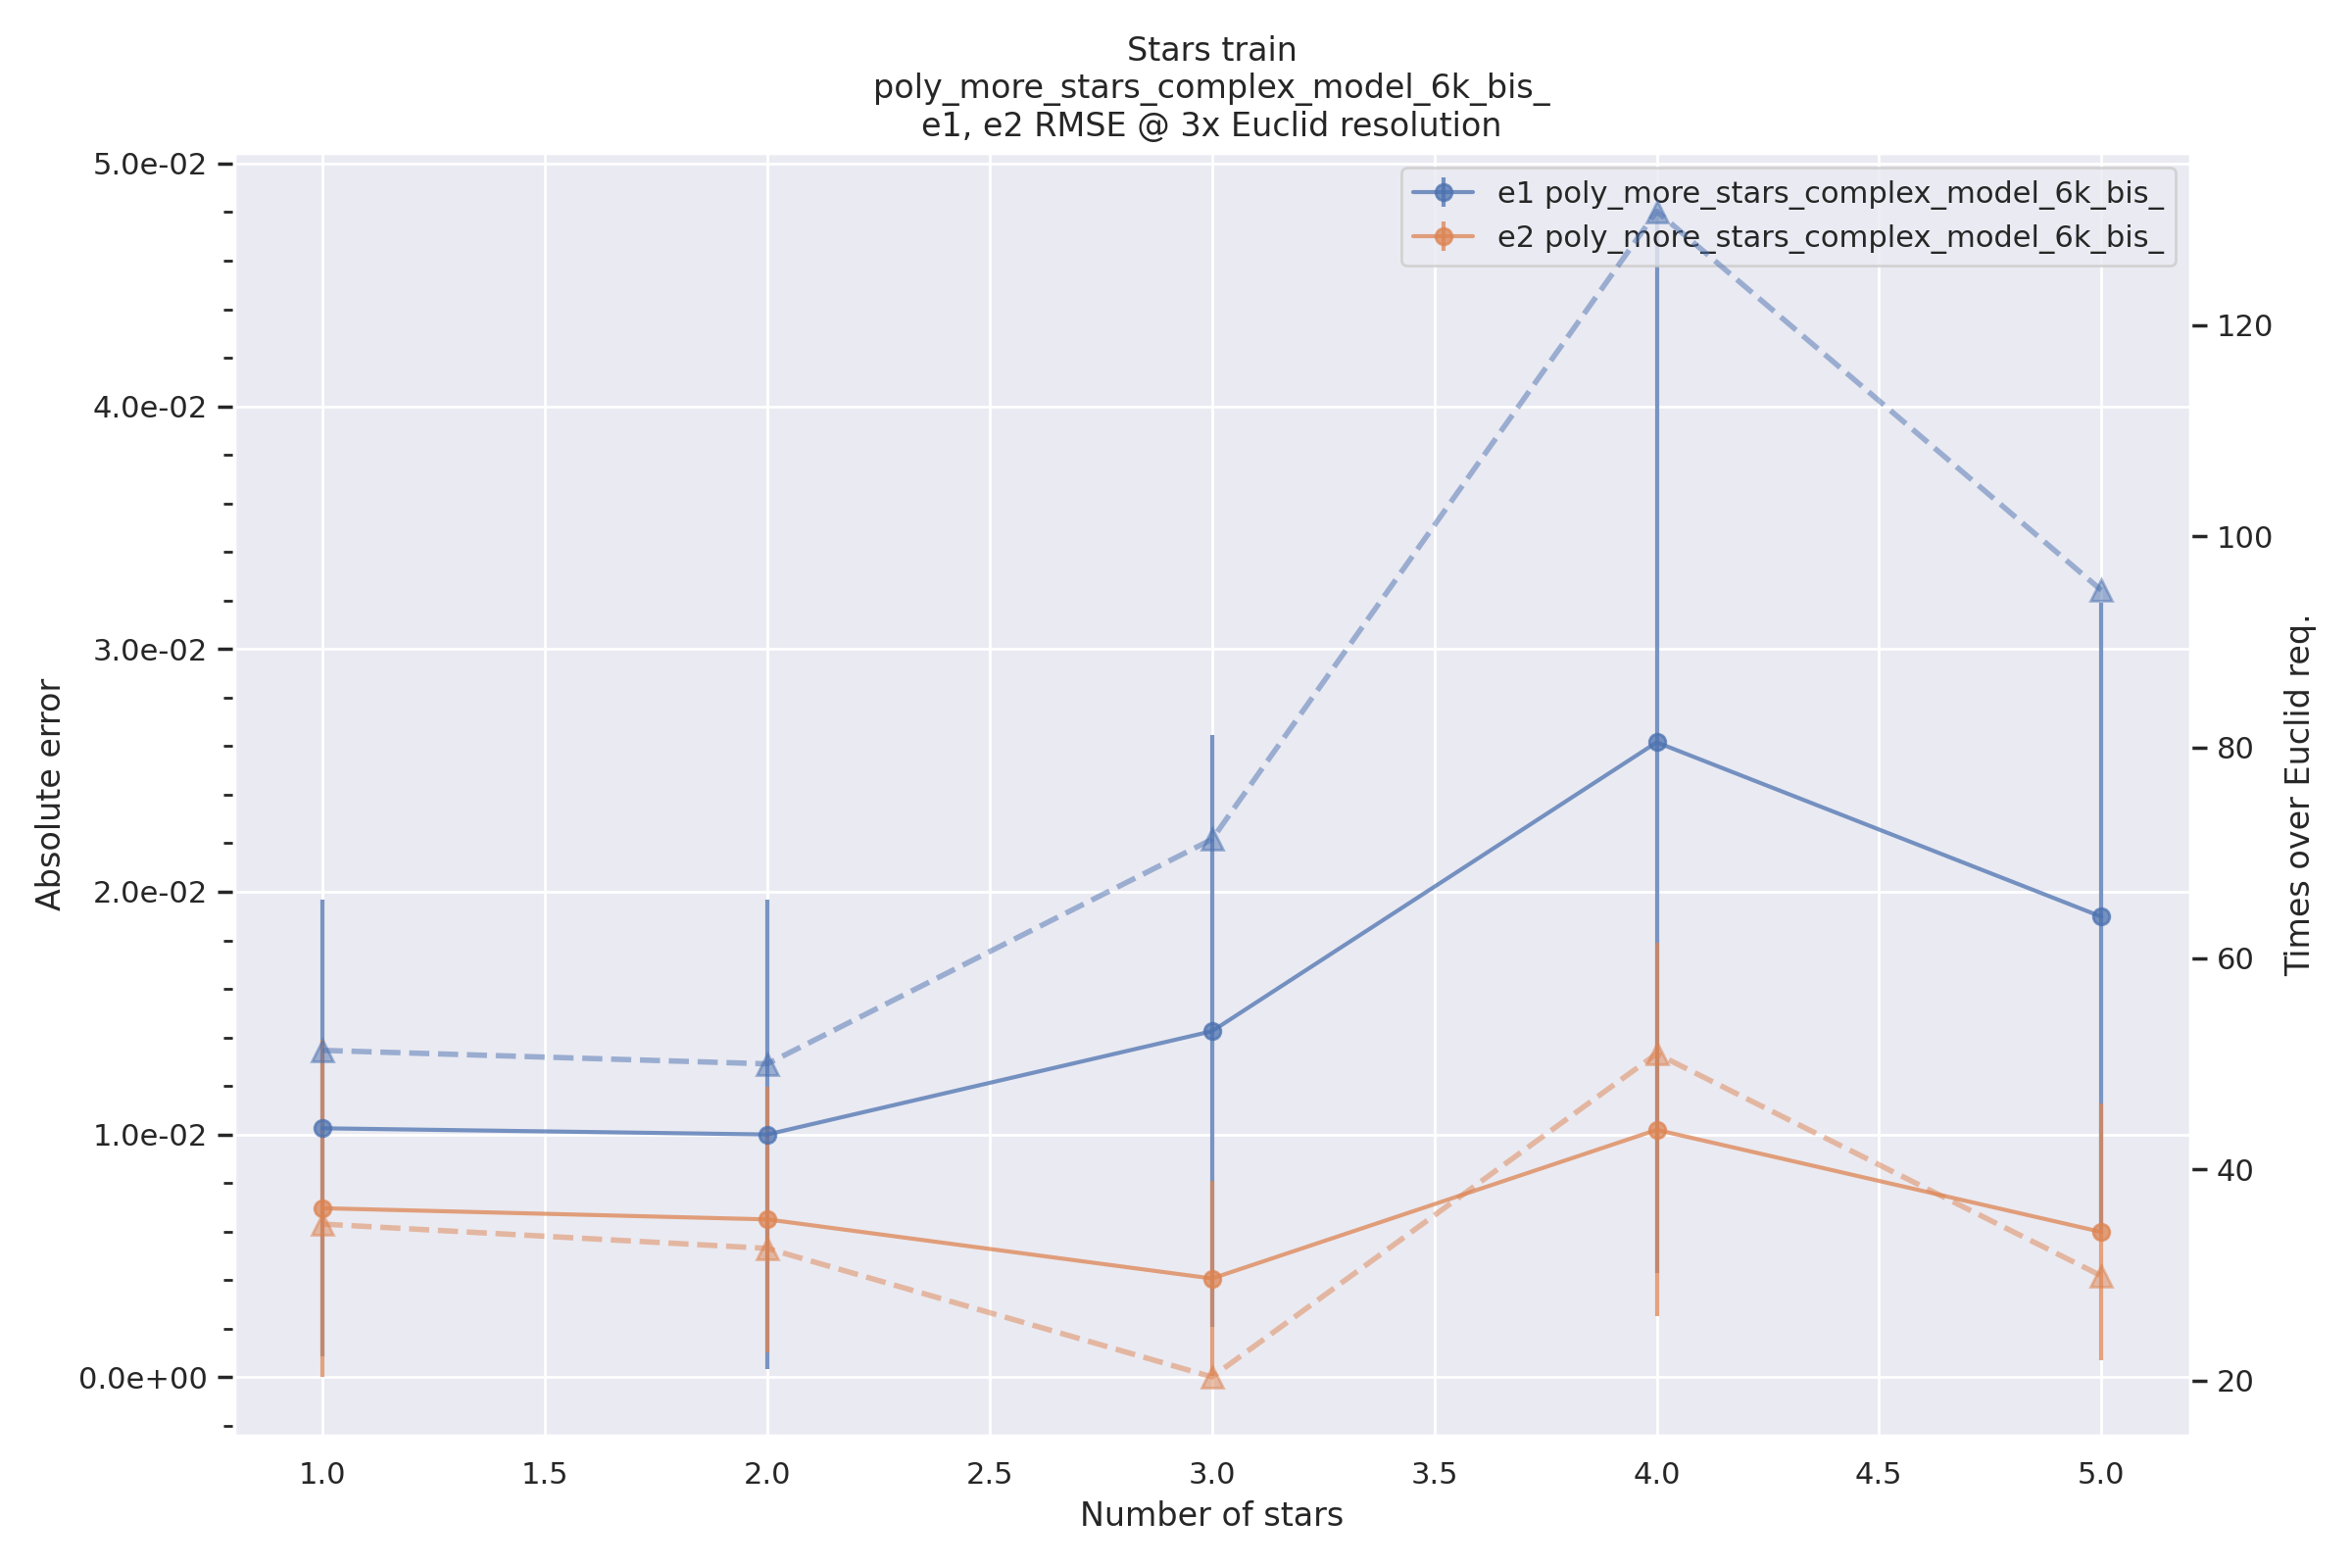 Stars train
poly_more_stars_complex_model_6k_bis_
e1, e2 RMSE @ 3x Euclid resolution
e1 poly_more_stars_complex_model_6k_bis_
e2 poly_more_stars_complex_model_6k_bis_
Absolute error
5.0e-02
4.0e-02
3.0e-02
2.0e-02
1.0e-02
0.0e+00
120
100
80
60
40
20
Times over Euclid req.
1.0 1.5 2.0 2.5 3.0 3.5 4.0 4.5 5.0
Number of stars